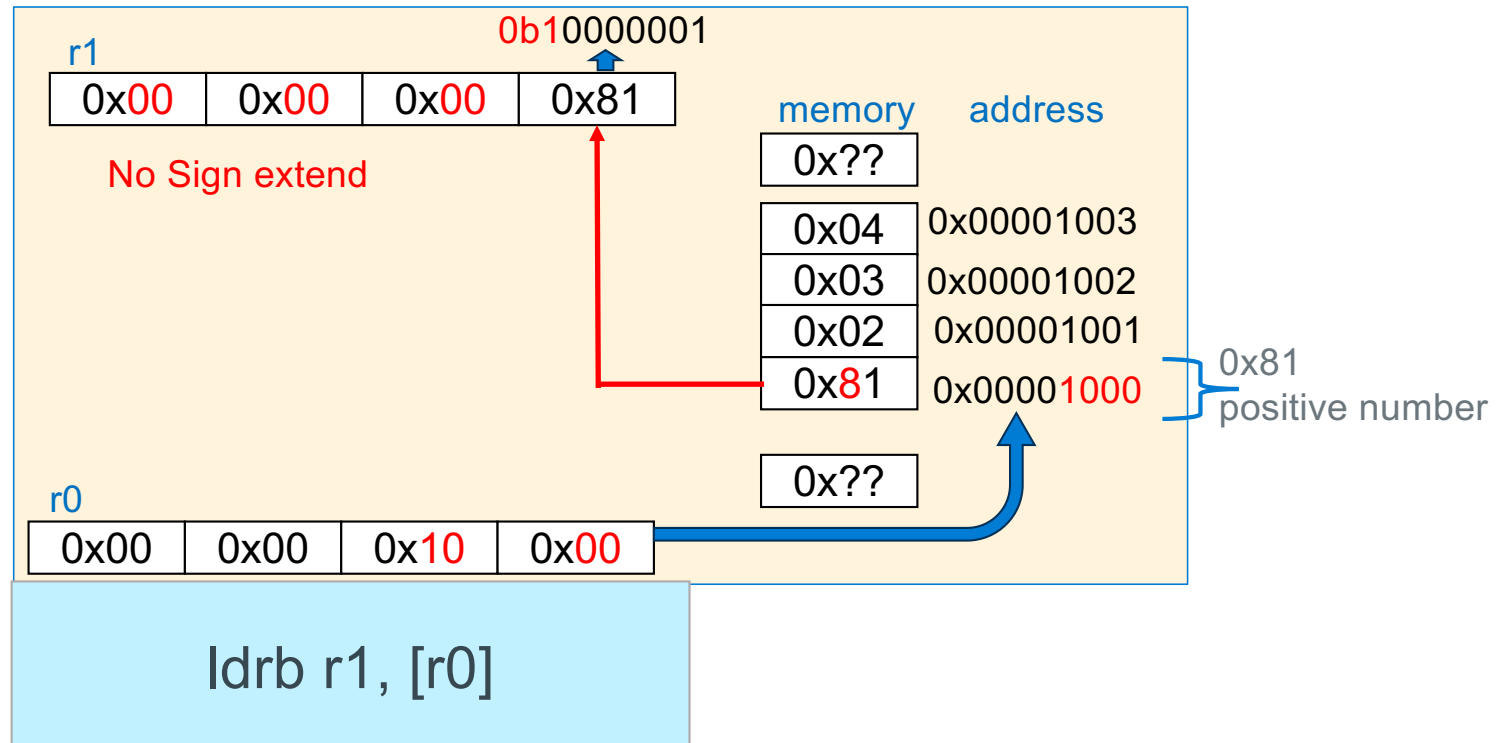 0b10000001
r1
0x00 0x00 0x00 0x81
No Sign extend
memory address
0x??
0x04 0x00001003
0x03 0x00001002
0x02 0x00001001
0x81 0x00001000
0x81
positive number
0x??
r0
0x00 0x00 0x10 0x00
ldrb r1, [r0]